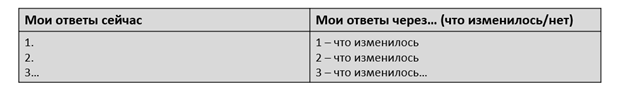 Мои ответы сейчас
Мои ответы через… (что изменилось/нет)
1.
2.
3…
1 – что изменилось
2 – что изменилось
3 – что изменилось…